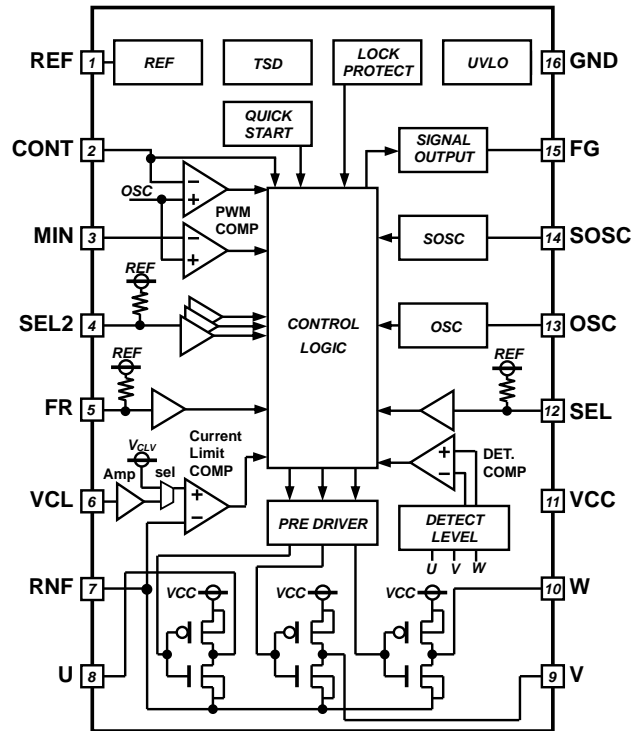 REF 1 REF TSD LOCK PROTECT UVLO 16 GND
QUICK START
CONT 2 SIGNAL OUTPUT 15 FG
OSC − +
PWM COMP
MIN 3 − + SOSC 14 SOSC
REF
SEL2 4 CONTROL LOGIC OSC 13 OSC
REF REF
FR 5 12 SEL
Current Limit COMP
VCLV
Amp sel + − + − DET. COMP
VCL 6 11 VCC
PRE DRIVER DETECT LEVEL
U V W
RNF 7 VCC VCC VCC 10 W
U 8 9 V